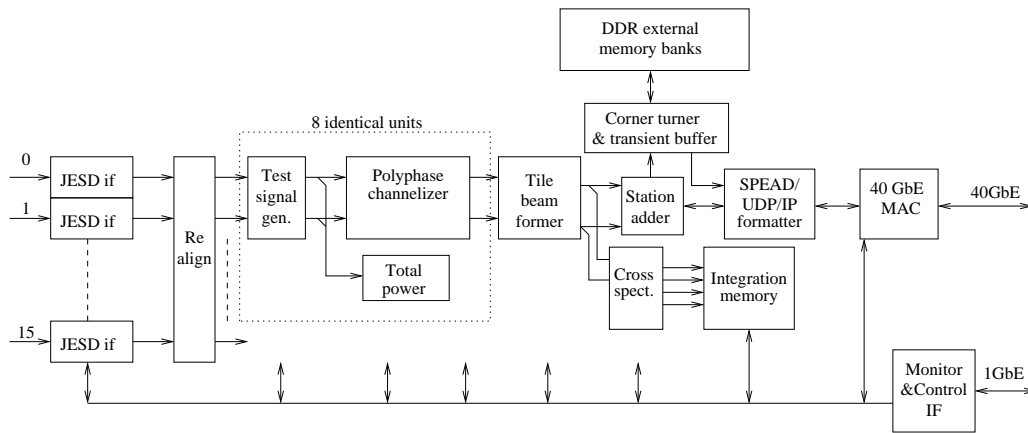 DDR external
memory banks
8 identical units
Corner turner
& transient buffer
0
JESD if
1
JESD if
15
JESD if
Re
align
Test
signal
gen.
Polyphase
channelizer
Total
power
Tile
beam
former
Station
adder
Cross
spect.
Integration
memory
SPEAD/
UDP/IP
formatter
40 GbE
MAC
40GbE
Monitor
&Control
IF
1GbE